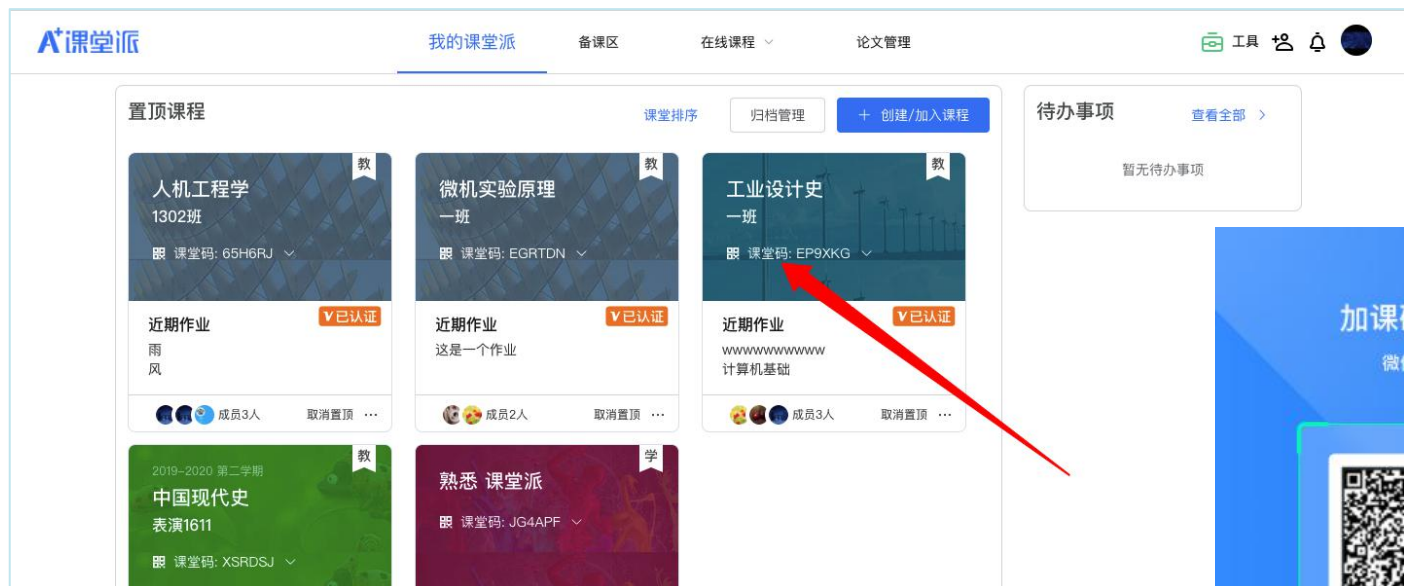 A+课堂派
我的课堂派 备课区 在线课程 论文管理 工具
置顶课程 课堂排序 归档管理 + 创建/加入课程
待办事项 查看全部 >
暂无待办事项
教
人机工程学
1302班
课堂码: 65H6RJ
近期作业 V已认证
雨
风
成员3人 取消置顶 ···
教
微机实验原理
一班
课堂码: EGRTDN
近期作业 V已认证
这是一个作业
成员2人 取消置顶 ···
教
工业设计史
一班
课堂码: EP9XKG
近期作业 V已认证
wwwwwwwwww
计算机基础
成员3人 取消置顶 ···
教
2019-2020 第二学期
中国现代史
表演1611
课堂码: XSRDSJ
学
熟悉 课堂派
课堂码: JG4APF
加课